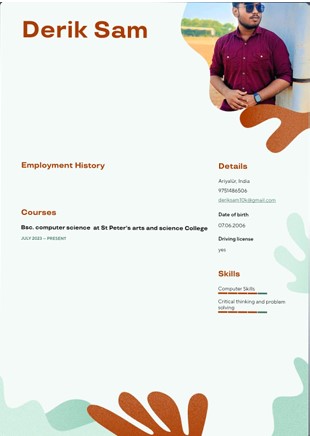 Derik Sam
Employment History
Courses
Bsc. computer science at St Peter's arts and science College
JULY 2023 – PRESENT
Details
Ariyalur, India
9751486506
deriksam10k@gmail.com
Date of birth
07.06.2006
Driving license
yes
Skills
Computer Skills
Critical thinking and problem
solving